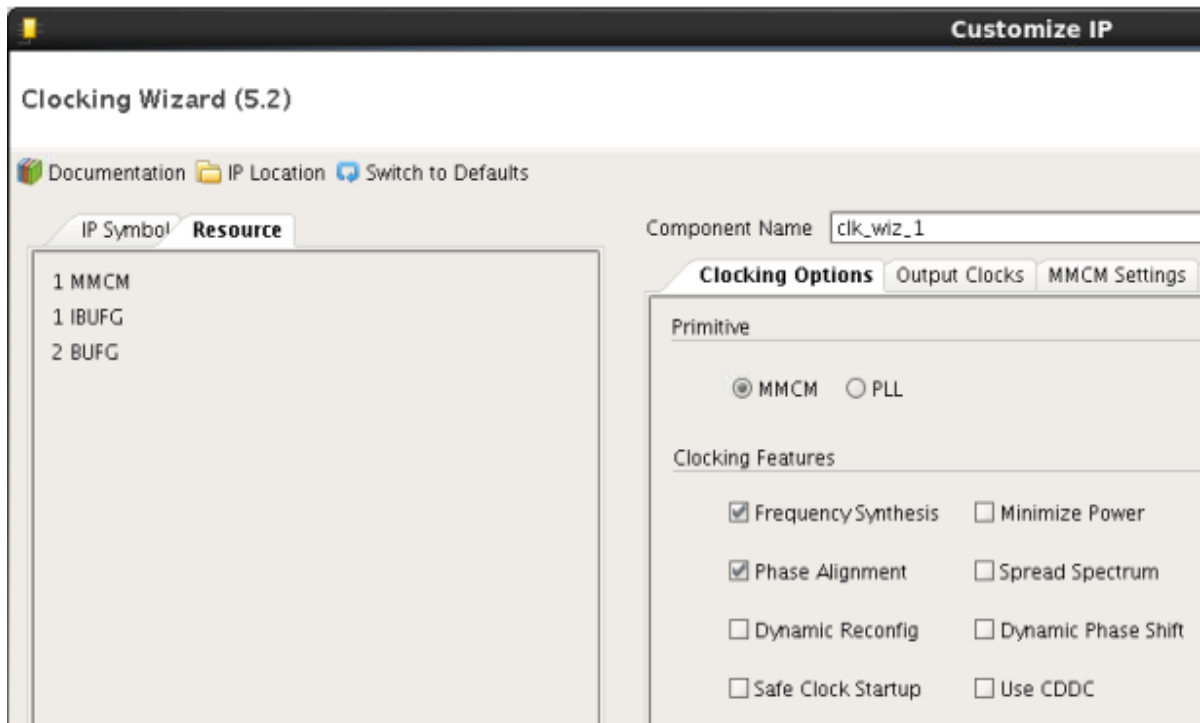 Customize IP
Clocking Wizard (5.2)
Documentation IP Location Switch to Defaults
IP Symbol Resource
1 MMCM
1 IBUFG
2 BUFG
Component Name clk_wiz_1
Clocking Options Output Clocks MMCM Settings
Primitive
MMCM PLL
Clocking Features
Frequency Synthesis Minimize Power
Phase Alignment Spread Spectrum
Dynamic Reconfig Dynamic Phase Shift
Safe Clock Startup Use CDDC